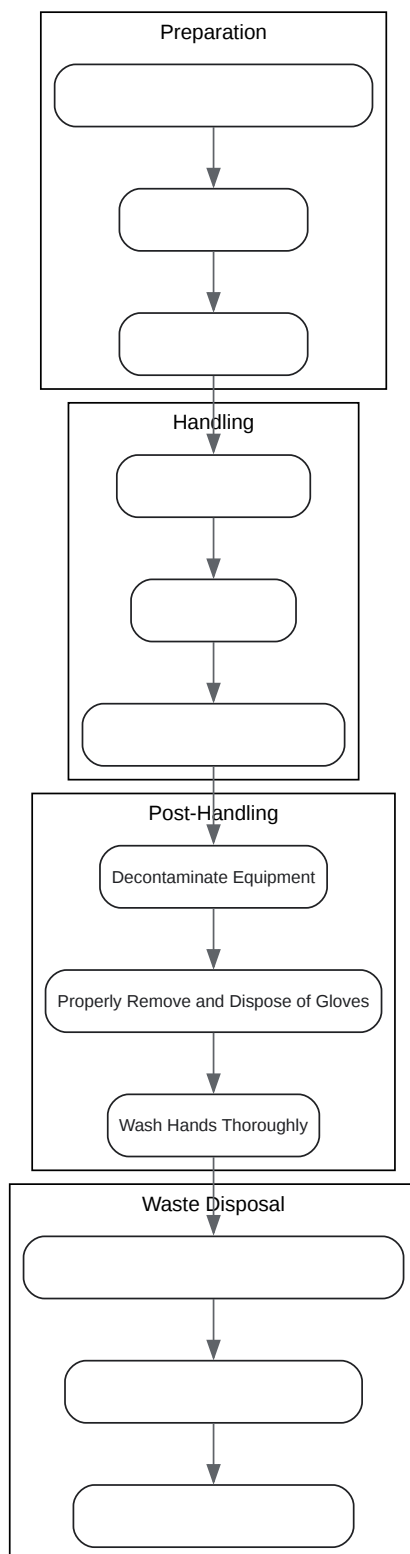 Preparation
Handling
Post-Handling
Decontaminate Equipment
Properly Remove and Dispose of Gloves
Wash Hands Thoroughly
Waste Disposal